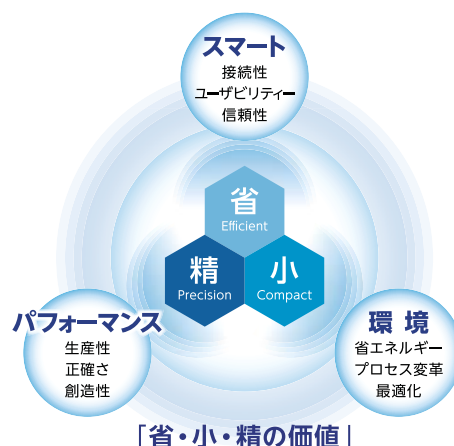 スマート
接続性
ユーザビリティー
信頼性
省
Efficient
精
Precision
小
Compact
パフォーマンス
生産性
正確さ
創造性
環境
省エネルギー
プロセス変革
最適化
「省・小・精の価値」